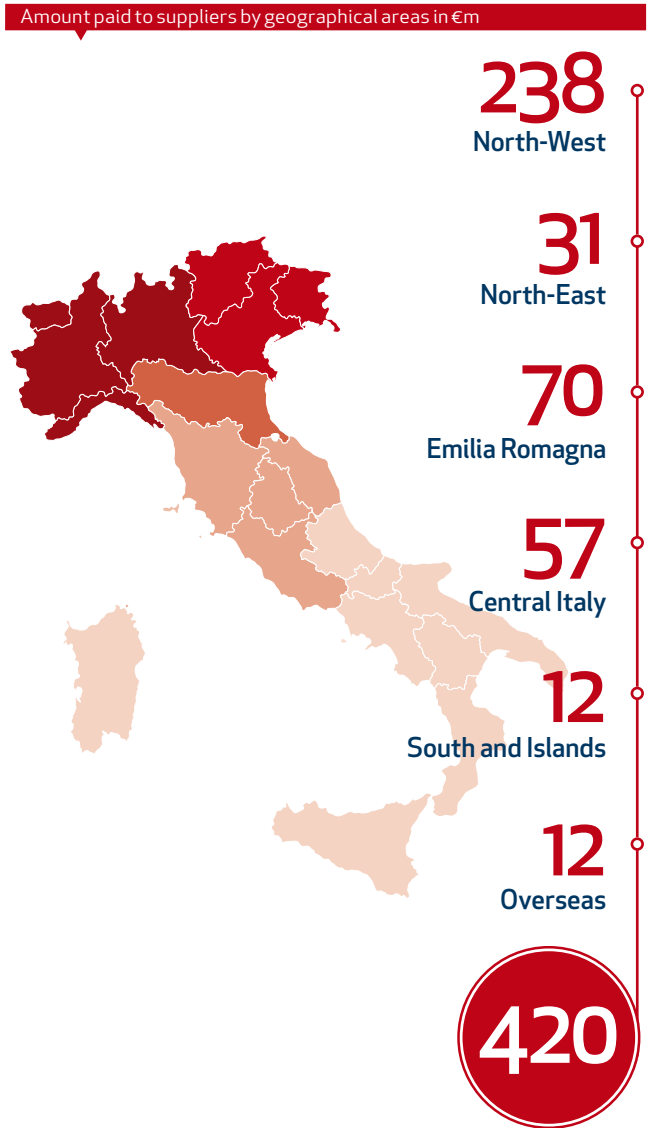 Amount paid to suppliers by geographical areas in €m
238
North-West
31
North-East
70
Emilia Romagna
57
Central Italy
12
South and Islands
12
Overseas
420